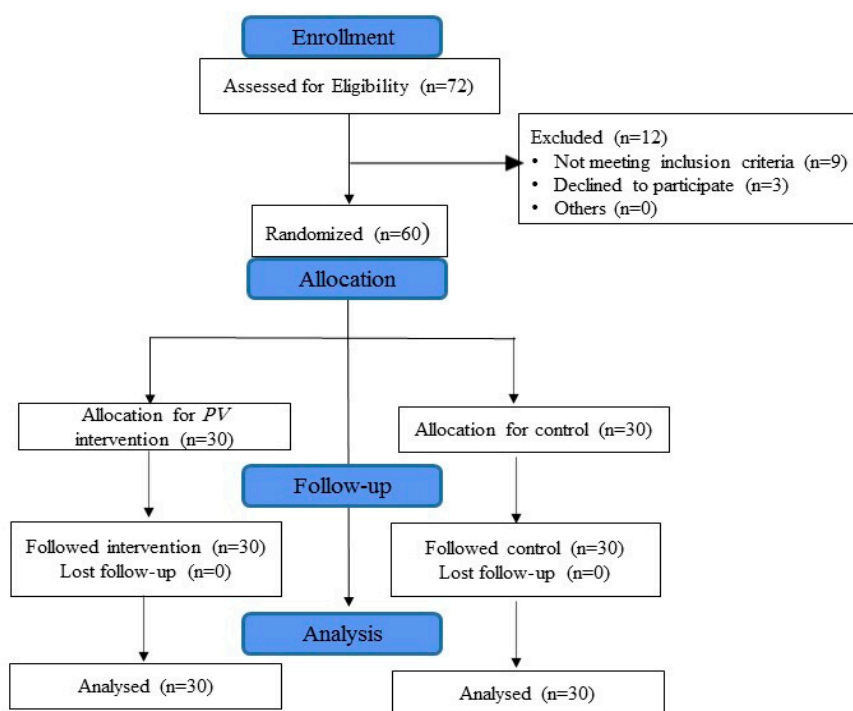 Enrollment
Assessed for Eligibility (n=72)
Excluded (n=12)
• Not meeting inclusion criteria (n=9)
• Declined to participate (n=3)
• Others (n=0)
Randomized (n=60)
Allocation
Allocation for PV
intervention (n=30)
Allocation for control (n=30)
Follow-up
Followed intervention (n=30)
Lost follow-up (n=0)
Followed control (n=30)
Lost follow-up (n=0)
Analysis
Analysed (n=30)
Analysed (n=30)